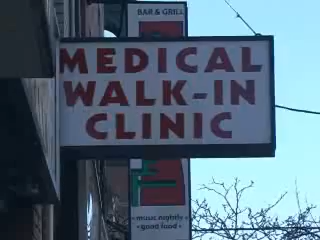 BAR & GRILL
MEDICAL
WALK-IN
CLINIC
• music nightly •
• good food •